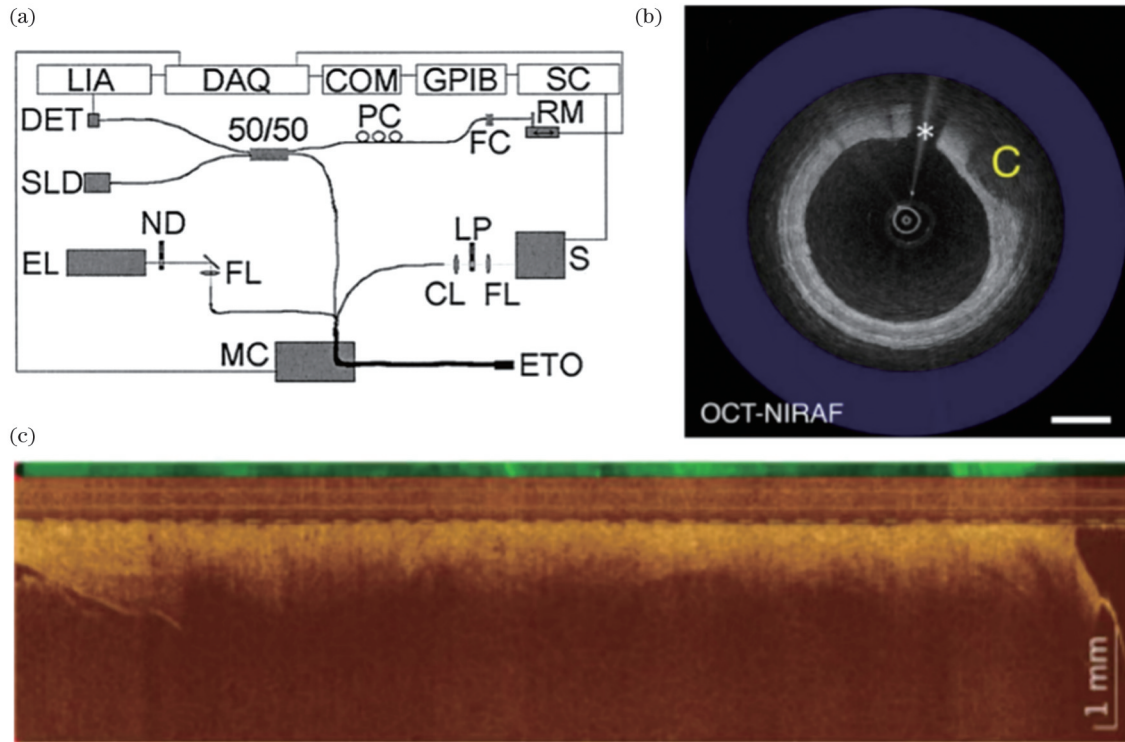 (a)
(b)
LIA DAQ COM GPIB SC
DET 50/50 PC FC RM
SLD
ND
EL FL LP S
CL FL
MC ETO
C
*
OCT-NIRAF
(c)
1 mm